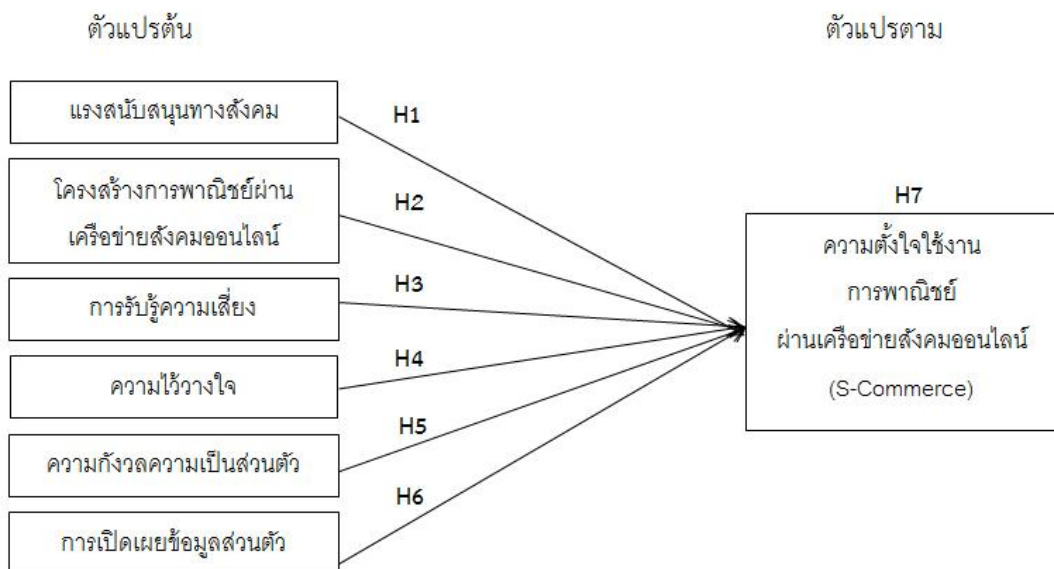 ตัวแปรต้น
ตัวแปรตาม
แรงสนับสนุนทางสังคม
H1
โครงสร้างการพาณิชย์ผ่าน
เครือข่ายสังคมออนไลน์
H2
การรับรู้ความเสี่ยง
H3
ความไว้วางใจ
H4
ความกังวลความเป็นส่วนตัว
H5
การเปิดเผยข้อมูลส่วนตัว
H6
H7
ความตั้งใจใช้งาน
การพาณิชย์
ผ่านเครือข่ายสังคมออนไลน์
(S-Commerce)